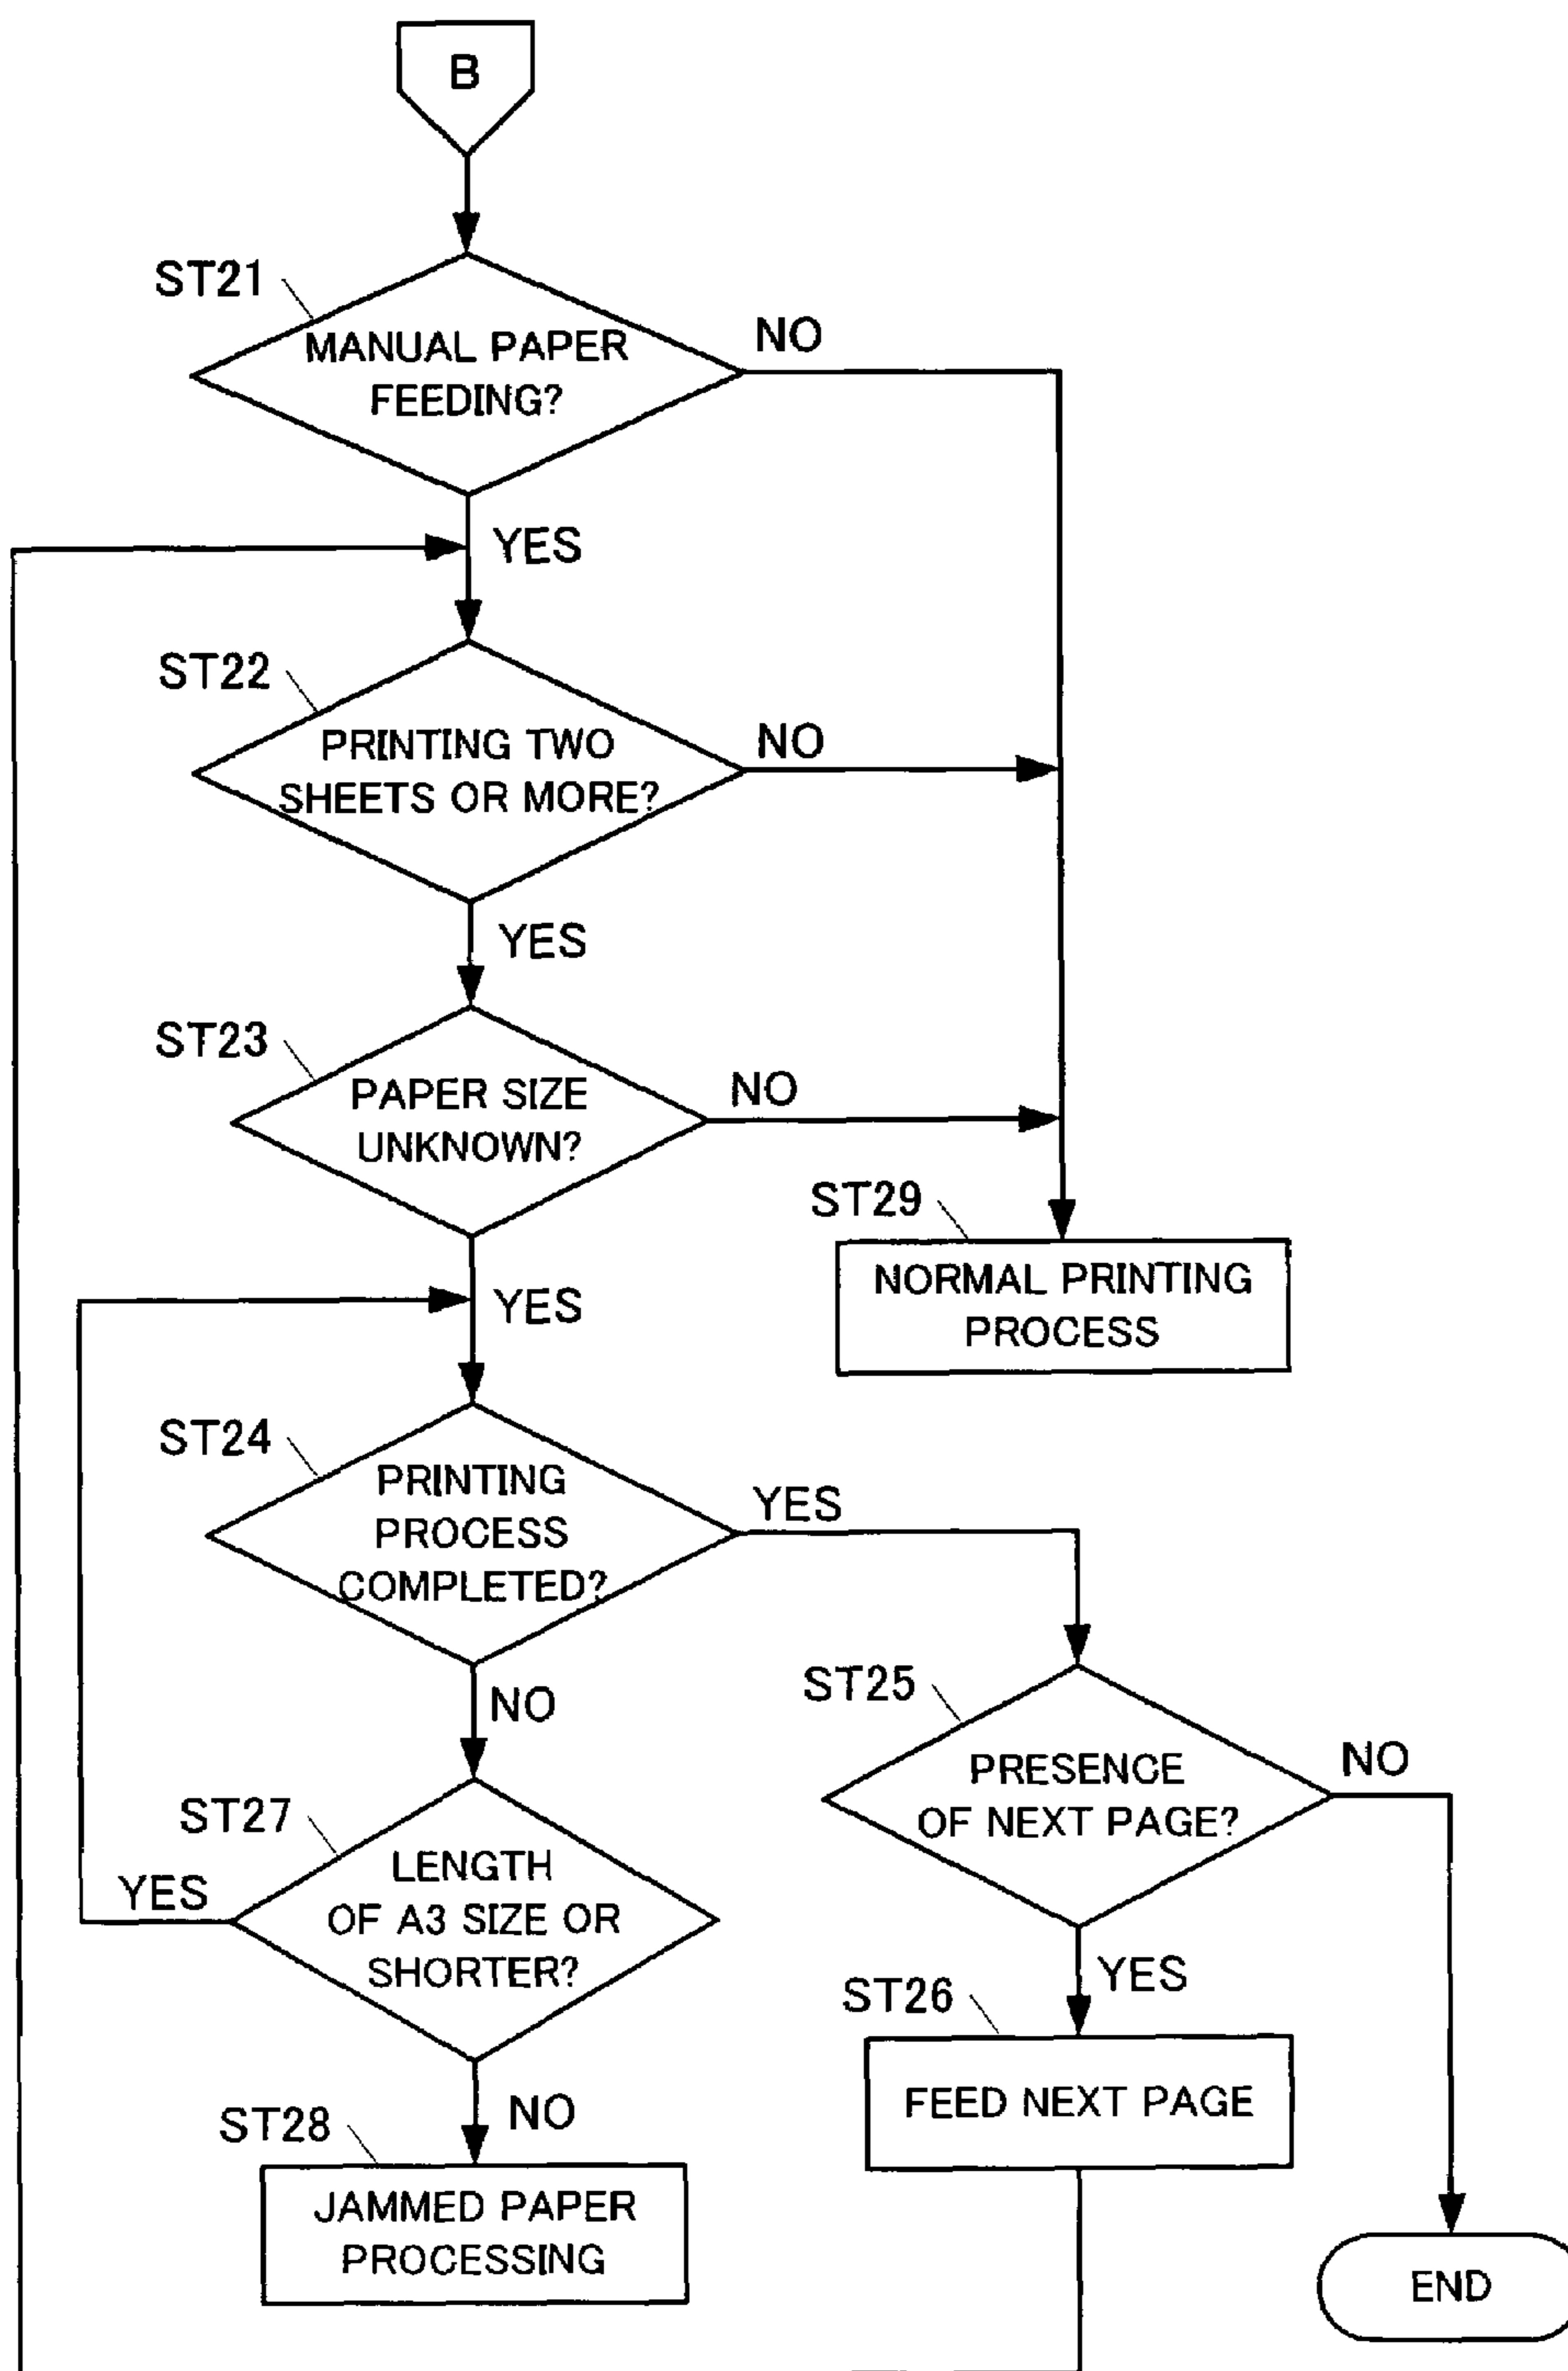 B
ST21
MANUAL PAPER
FEEDING?
NO
YES
ST22
PRINTING TWO
SHEETS OR MORE?
NO
YES
ST23
PAPER SIZE
UNKNOWN?
NO
YES
ST29
NORMAL PRINTING
PROCESS
ST24
PRINTING
PROCESS
COMPLETED?
YES
NO
ST25
PRESENCE
OF NEXT PAGE?
NO
YES
ST27
LENGTH
OF A3 SIZE OR
SHORTER?
YES
NO
ST26
FEED NEXT PAGE
ST28
JAMMED PAPER
PROCESSING
END